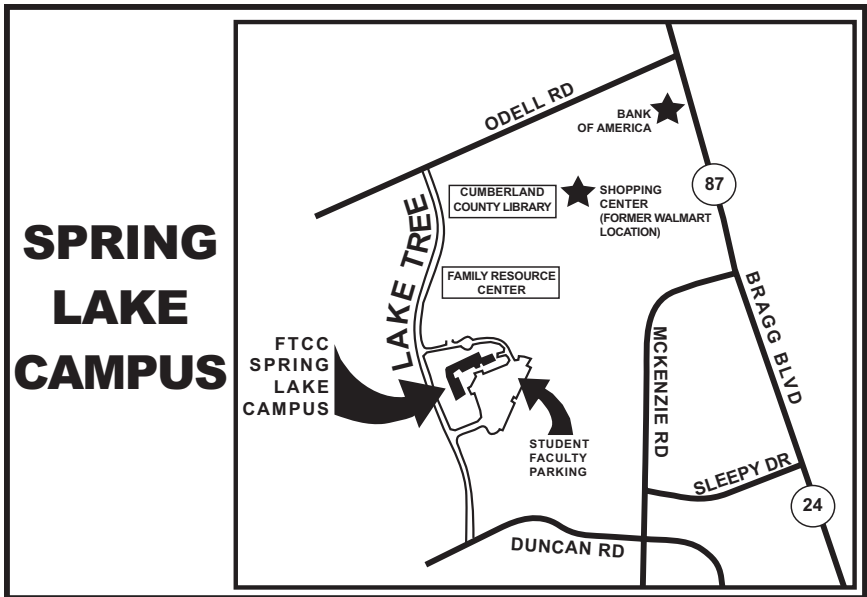 SPRING
LAKE
CAMPUS
ODELL RD
BANK
OF AMERICA
87
CUMBERLAND
COUNTY LIBRARY
SHOPPING
CENTER
(FORMER WALMART
LOCATION)
LAKE TREE
FAMILY RESOURCE
CENTER
BRAGG BLVD
MCKENZIE RD
FTCC
SPRING
LAKE
CAMPUS
STUDENT
FACULTY
PARKING
SLEEPY DR
24
DUNCAN RD